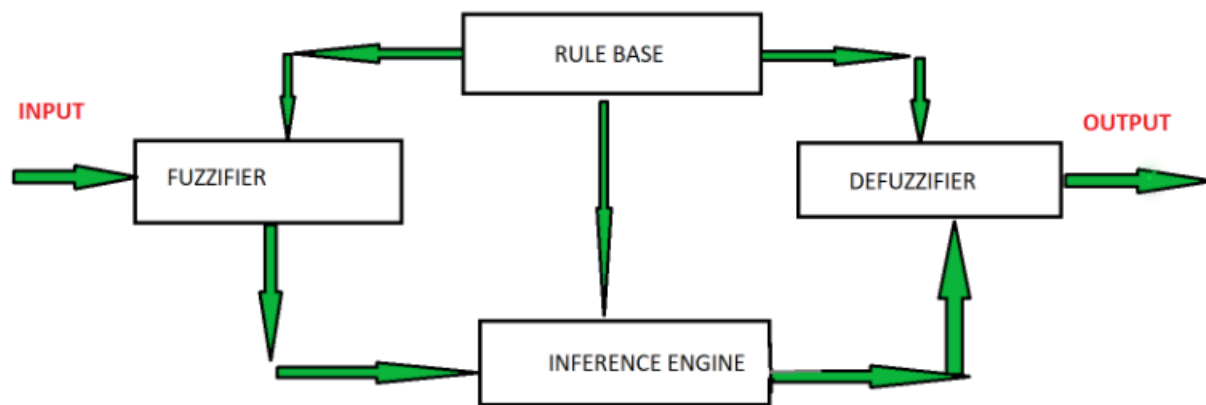 RULE BASE
INPUT
OUTPUT
FUZZIFIER
DEFUZZIFIER
INFERENCE ENGINE